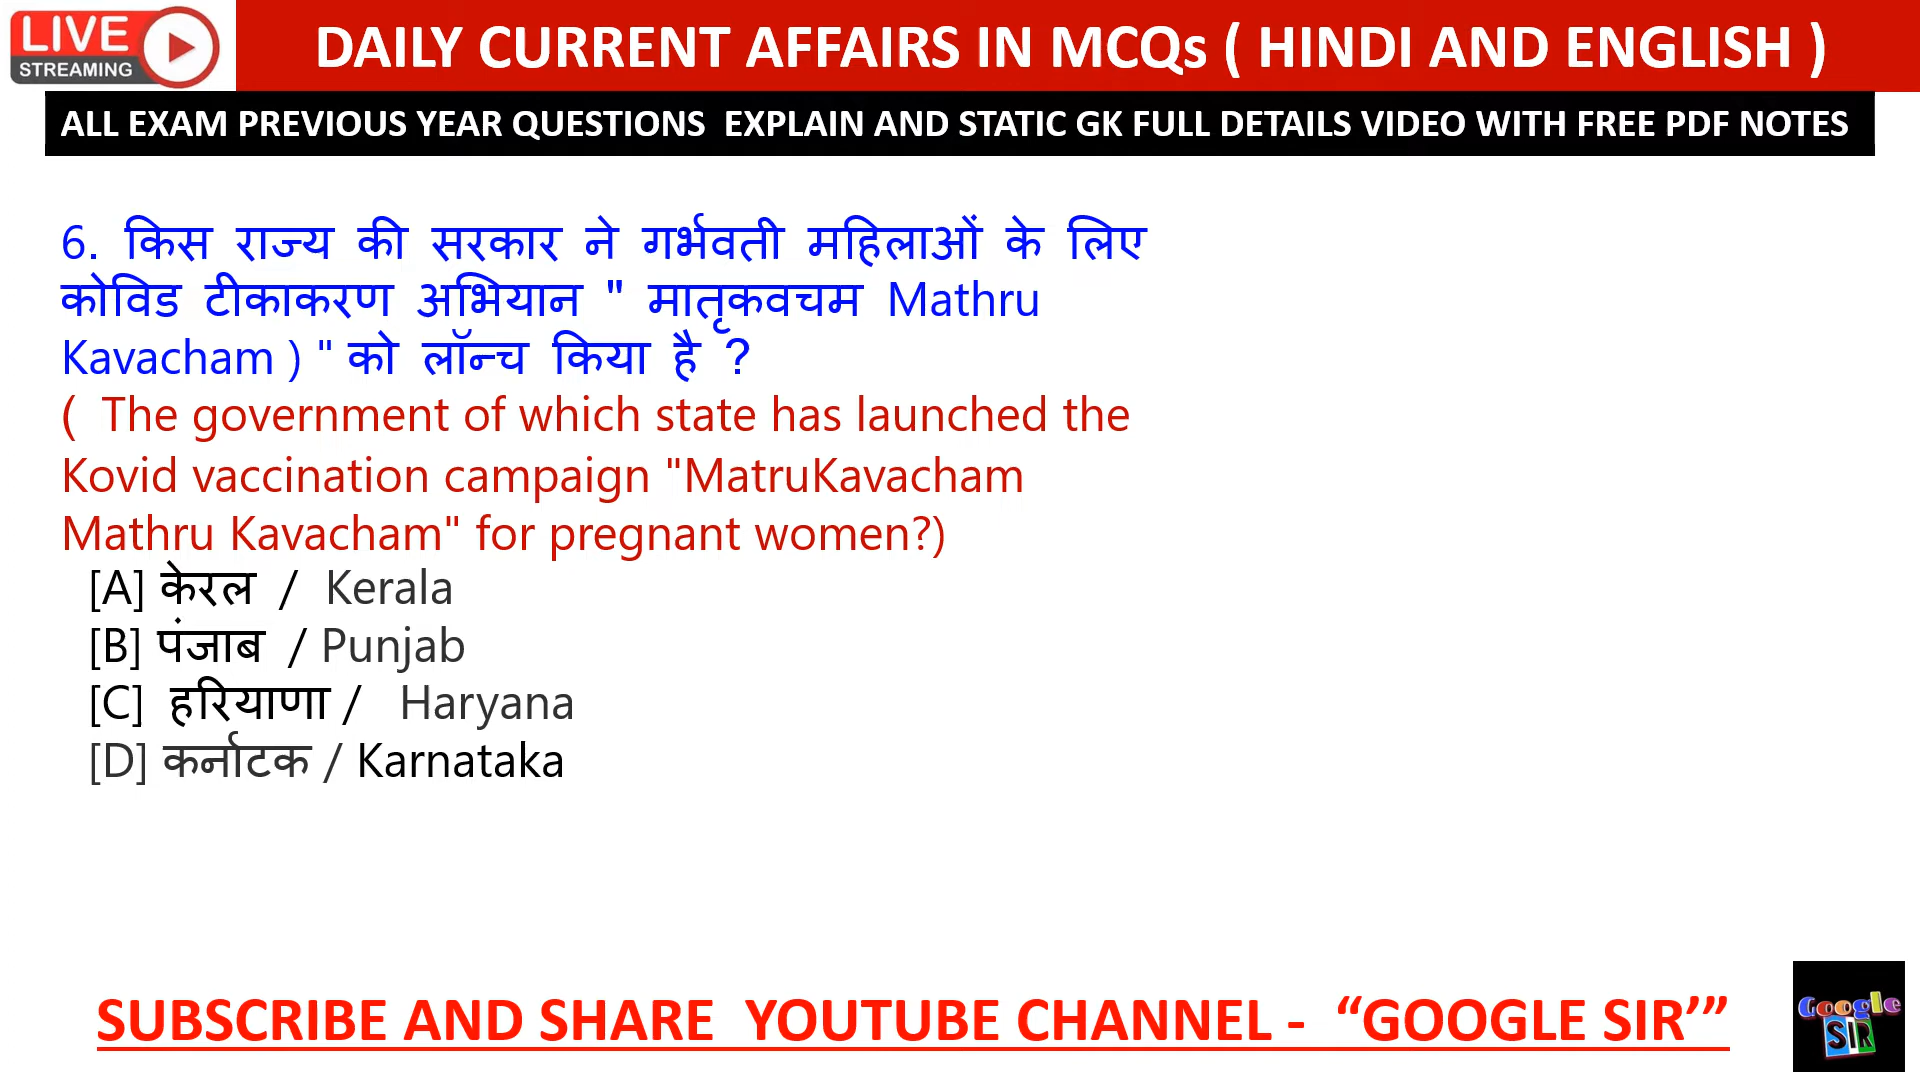 LIVE
STREAMING
DAILY CURRENT AFFAIRS IN MCQs ( HINDI AND ENGLISH )
ALL EXAM PREVIOUS YEAR QUESTIONS EXPLAIN AND STATIC GK FULL DETAILS VIDEO WITH FREE PDF NOTES
6. किस राज्य की सरकार ने गर्भवती महिलाओं के लिए
कोविड टीकाकरण अभियान " मातृकवचम Mathru
Kavacham ) " को लॉन्च किया है ?
( The government of which state has launched the
Kovid vaccination campaign "MatruKavacham
Mathru Kavacham" for pregnant women?)
[A] केरल / Kerala
[B] पंजाब / Punjab
[C] हरियाणा / Haryana
[D] कर्नाटक / Karnataka
SUBSCRIBE AND SHARE YOUTUBE CHANNEL - “GOOGLE SIR’”
Google
SIR